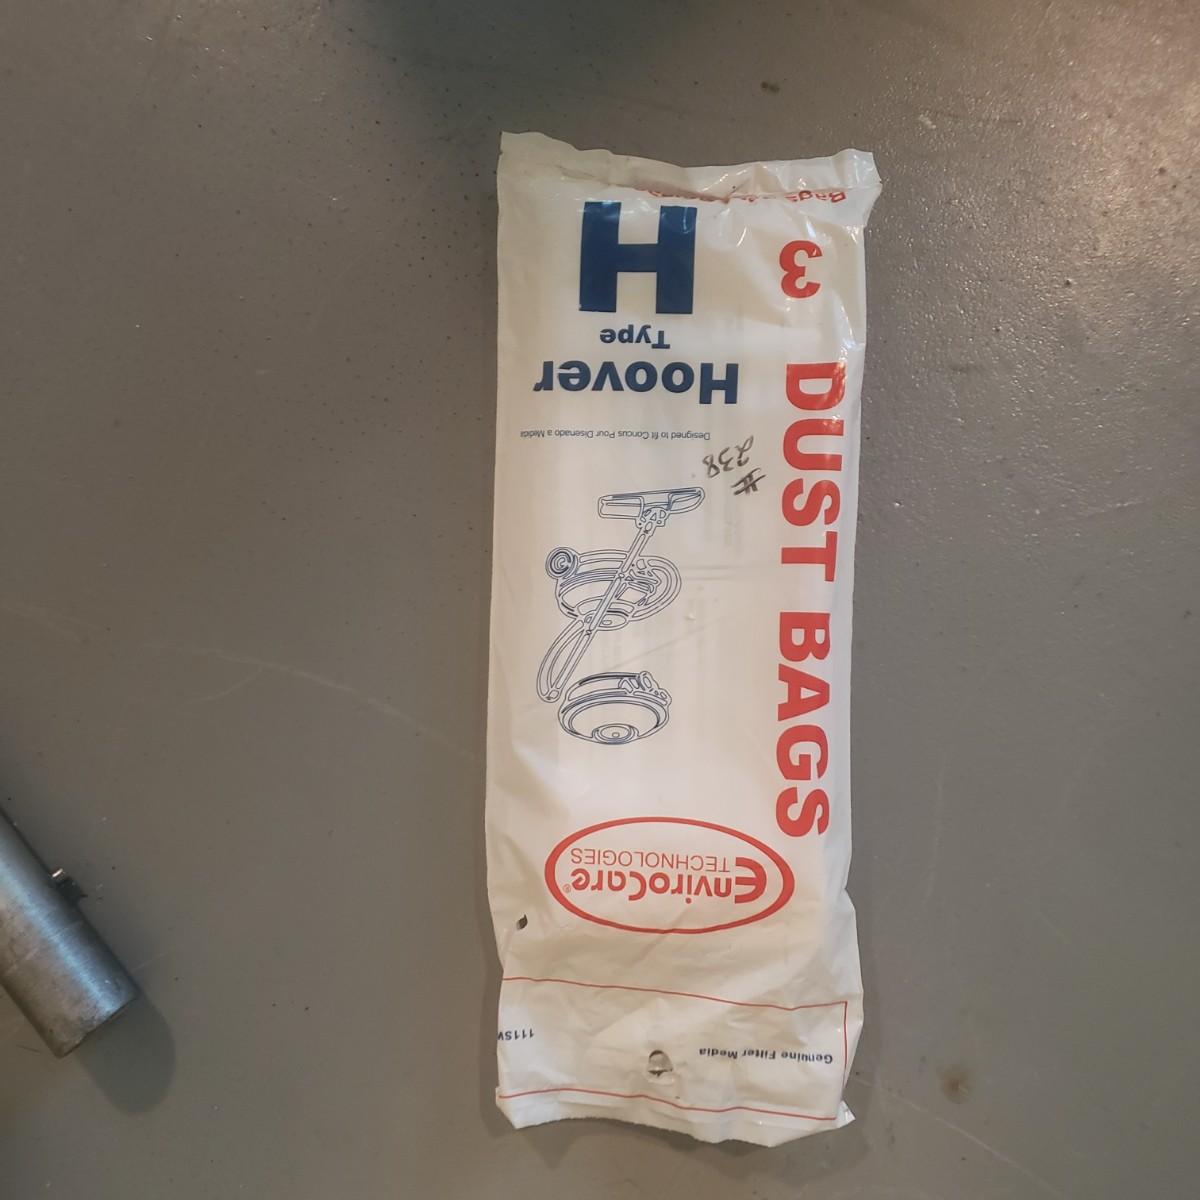 Genuine Filter Media
111SW
EnviroCare®
TECHNOLOGIES
3 DUST BAGS
#
238
Designed to fit Concus Pour Disenado a Medida
Hoover
Type
H
Bags